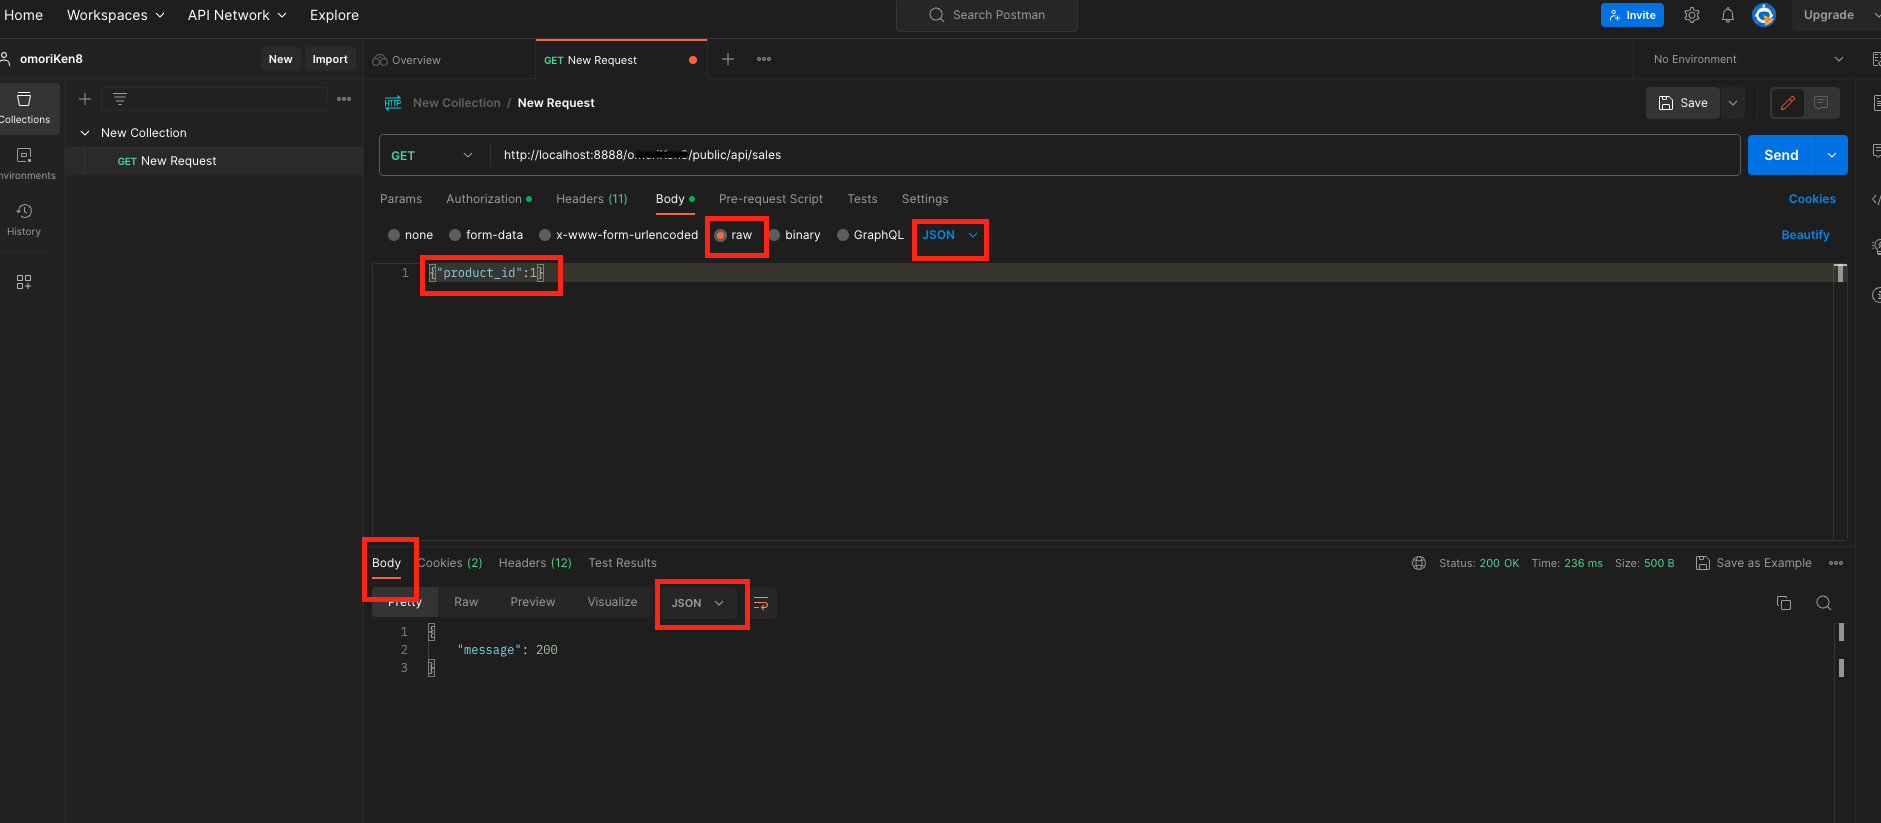 Home Workspaces API Network Explore Search Postman Invite Upgrade
omoriKen8 New Import Overview GET New Request No Environment
Collections
New Collection / New Request Save
New Collection
GET New Request
GET http://localhost:8888/o /public/api/sales Send
History
Params Authorization Headers (11) Body Pre-request Script Tests Settings Cookies
none form-data x-www-form-urlencoded raw binary GraphQL JSON Beautify
1 {"product_id":1}
Body Cookies (2) Headers (12) Test Results Status: 200 OK Time: 236 ms Size: 500 B Save as Example
Pretty Raw Preview Visualize JSON
1 {
2 "message": 200
3 }